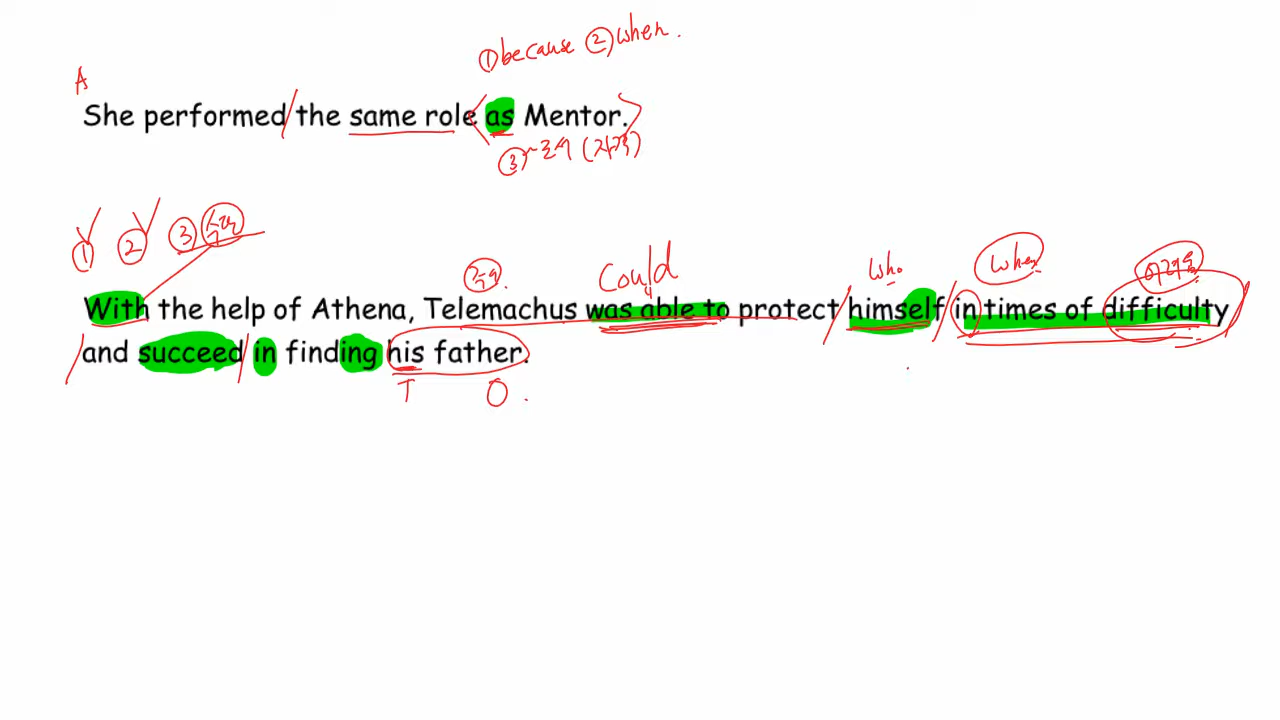 ①because ②when.
A
She performed the same role as Mentor.
③~로서 (자격)
① ② ③ 수단
주어. could who when 어려움
With the help of Athena, Telemachus was able to protect himself in times of difficulty
and succeed in finding his father.
T O.